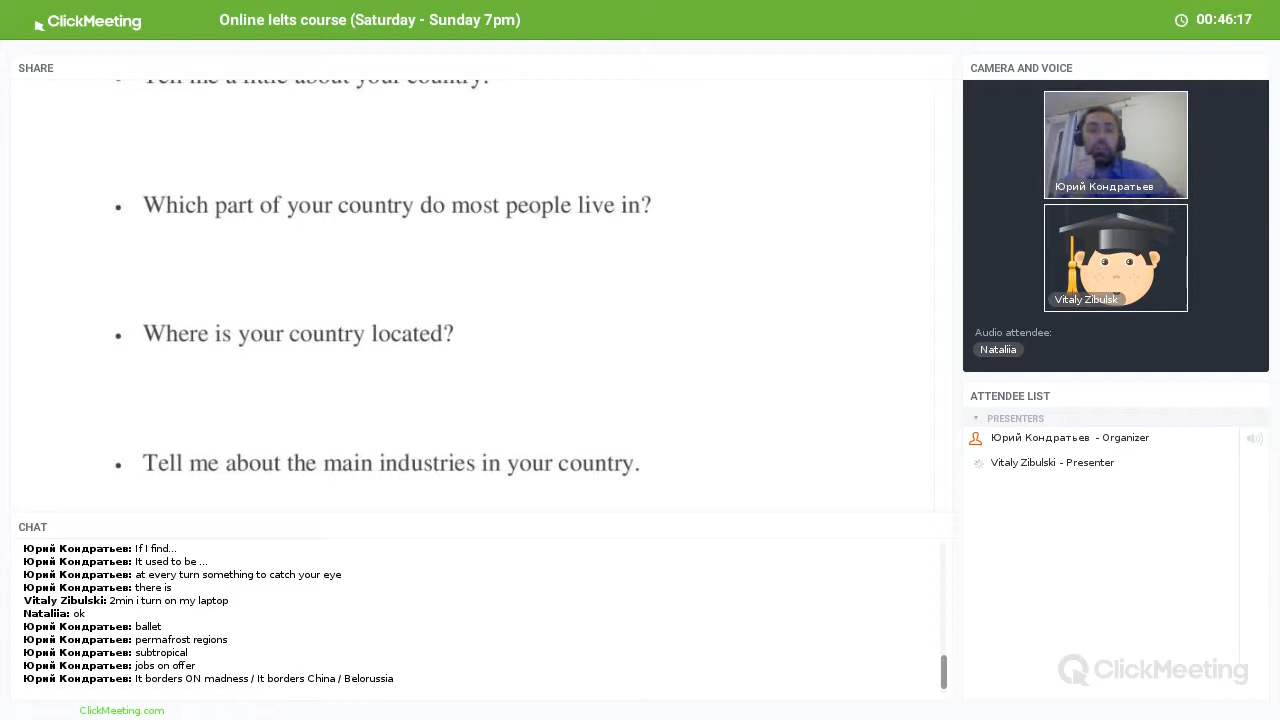 ClickMeeting
Online Ielts course (Saturday - Sunday 7pm)
00:46:17
SHARE
Tell me a little about your country.
• Which part of your country do most people live in?
• Where is your country located?
• Tell me about the main industries in your country.
CHAT
Юрий Кондратьев: If I find...
Юрий Кондратьев: It used to be ...
Юрий Кондратьев: at every turn something to catch your eye
Юрий Кондратьев: there is
Vitaly Zibulski: 2min i turn on my laptop
Nataliia: ok
Юрий Кондратьев: ballet
Юрий Кондратьев: permafrost regions
Юрий Кондратьев: subtropical
Юрий Кондратьев: jobs on offer
Юрий Кондратьев: It borders ON madness / It borders China / Belorussia
ClickMeeting.com
CAMERA AND VOICE
Юрий Кондратьев
Vitaly Zibulsk
Audio attendee:
Nataliia
ATTENDEE LIST
PRESENTERS
Юрий Кондратьев - Organizer
Vitaly Zibulski - Presenter
ClickMeeting